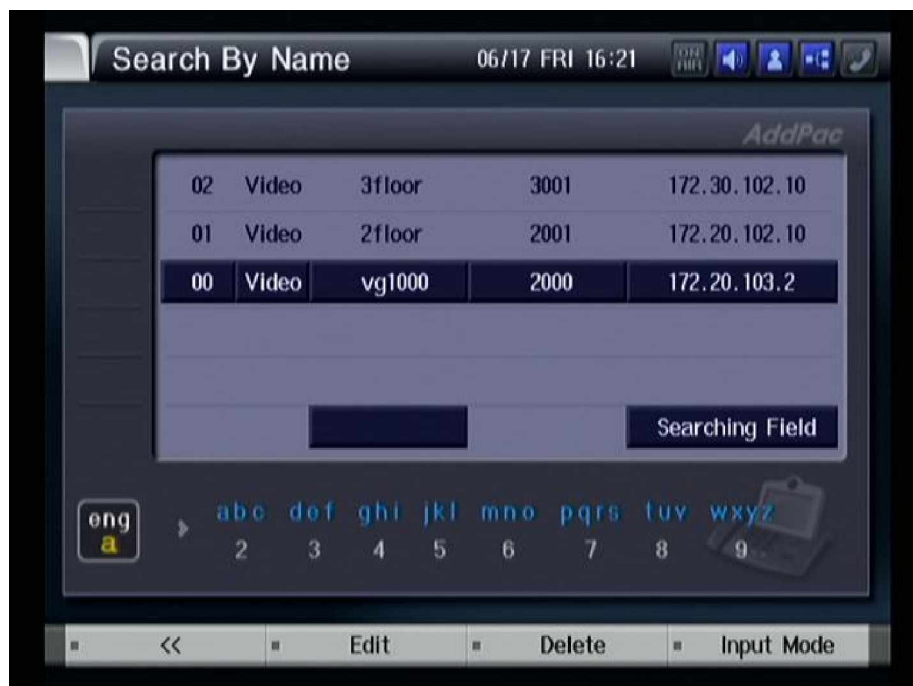 Search By Name 06/17 FRI 16:21 ON AIR
AddPac
02 Video 3floor 3001 172.30.102.10
01 Video 2floor 2001 172.20.102.10
00 Video vg1000 2000 172.20.103.2
Searching Field
eng abc def ghi jkl mno pqrs tuv wxyz
a 2 3 4 5 6 7 8 9
<< Edit Delete Input Mode